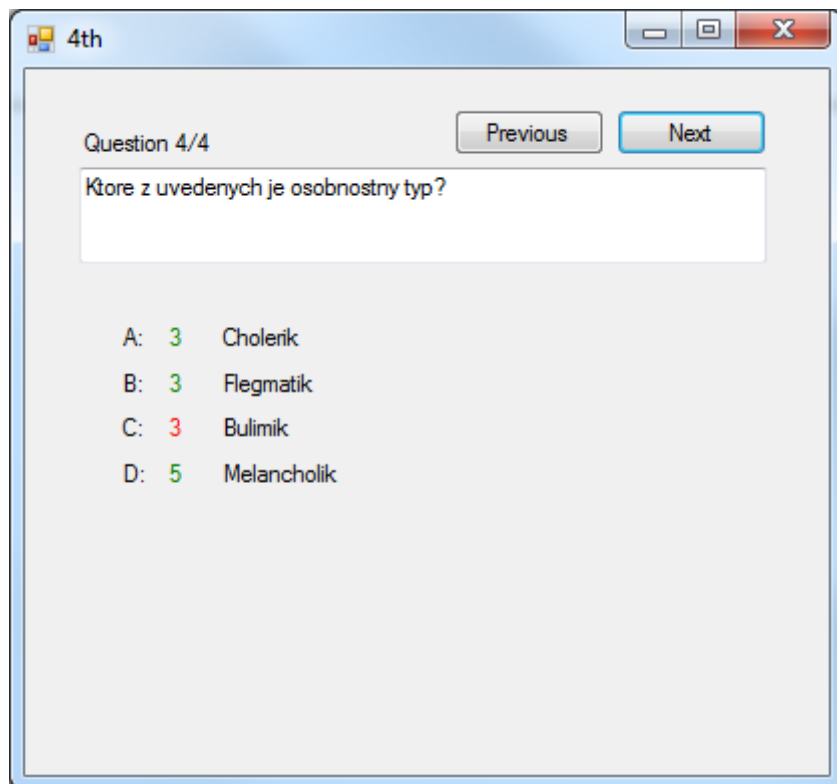 4th
Question 4/4 Previous Next
Ktore z uvedenych je osobnostny typ?
A: 3 Cholerik
B: 3 Flegmatik
C: 3 Bulimik
D: 5 Melancholik